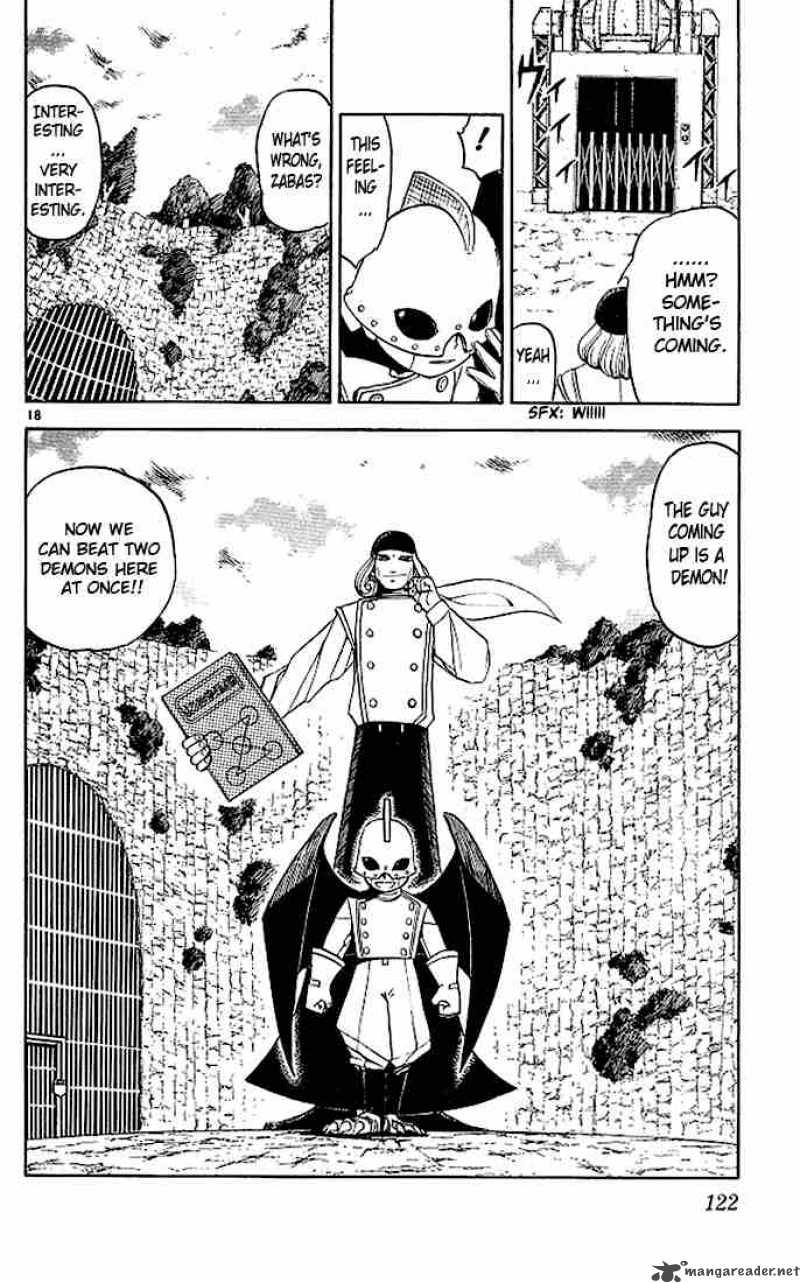 ......
HMM?
SOME-
THING'S
COMING.
YEAH
...
SFX: WIIIII
!
THIS
FEEL-
ING
...
WHAT'S
WRONG,
ZABAS?
INTER-
ESTING
...
VERY
INTER-
ESTING.
18
THE GUY
COMING
UP IS A
DEMON!
NOW WE
CAN BEAT TWO
DEMONS HERE
AT ONCE!!
122
mangareader.net